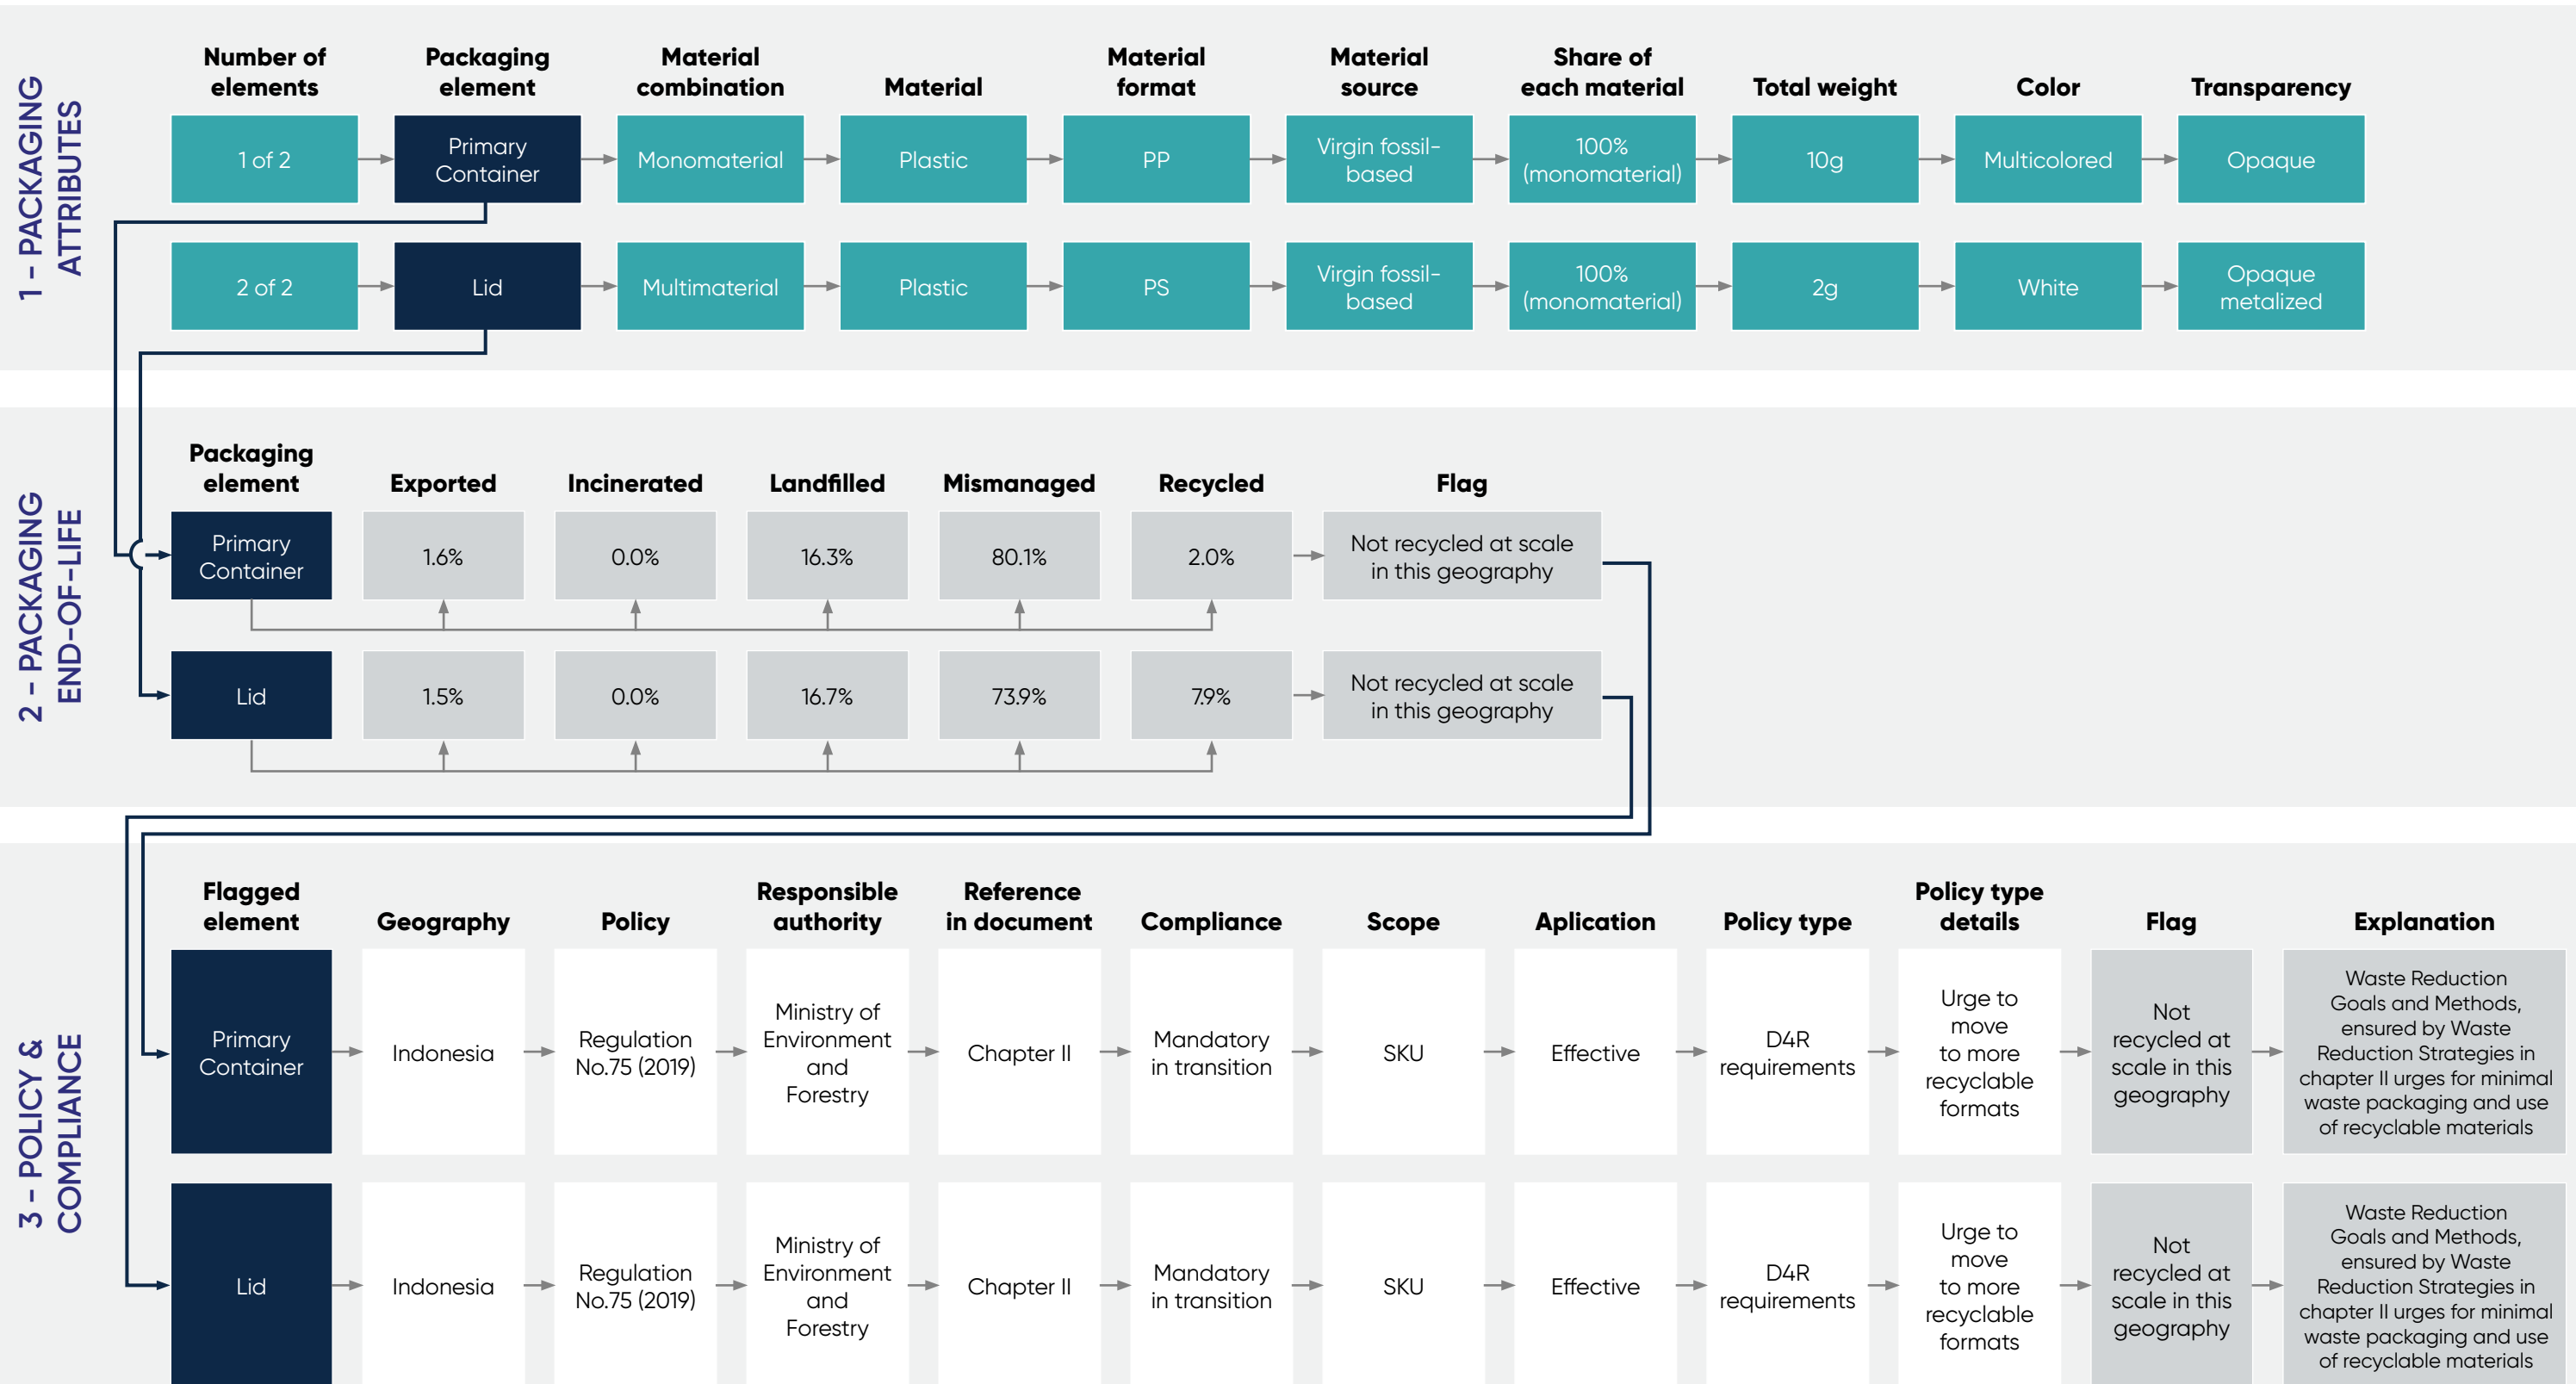 1 - PACKAGING
ATTRIBUTES
Number of
elements
Packaging
element
Material
combination
Material
Material
format
Material
source
Share of
each material
Total weight
Color
Transparency
1 of 2
Primary
Container
Monomaterial
Plastic
PP
Virgin fossil-
based
100%
(monomaterial)
10g
Multicolored
Opaque
2 of 2
Lid
Multimaterial
Plastic
PS
Virgin fossil-
based
100%
(monomaterial)
2g
White
Opaque
metalized
2 - PACKAGING
END-OF-LIFE
Packaging
element
Exported
Incinerated
Landfilled
Mismanaged
Recycled
Flag
Primary
Container
1.6%
0.0%
16.3%
80.1%
2.0%
Not recycled at scale
in this geography
Lid
1.5%
0.0%
16.7%
73.9%
7.9%
Not recycled at scale
in this geography
3 - POLICY &
COMPLIANCE
Flagged
element
Geography
Policy
Responsible
authority
Reference
in document
Compliance
Scope
Aplication
Policy type
Policy type
details
Flag
Explanation
Primary
Container
Indonesia
Regulation
No.75 (2019)
Ministry of
Environment
and
Forestry
Chapter II
Mandatory
in transition
SKU
Effective
D4R
requirements
Urge to
move
to more
recyclable
formats
Not
recycled at
scale in this
geography
Waste Reduction
Goals and Methods,
ensured by Waste
Reduction Strategies in
chapter II urges for minimal
waste packaging and use
of recyclable materials
Lid
Indonesia
Regulation
No.75 (2019)
Ministry of
Environment
and
Forestry
Chapter II
Mandatory
in transition
SKU
Effective
D4R
requirements
Urge to
move
to more
recyclable
formats
Not
recycled at
scale in this
geography
Waste Reduction
Goals and Methods,
ensured by Waste
Reduction Strategies in
chapter II urges for minimal
waste packaging and use
of recyclable materials